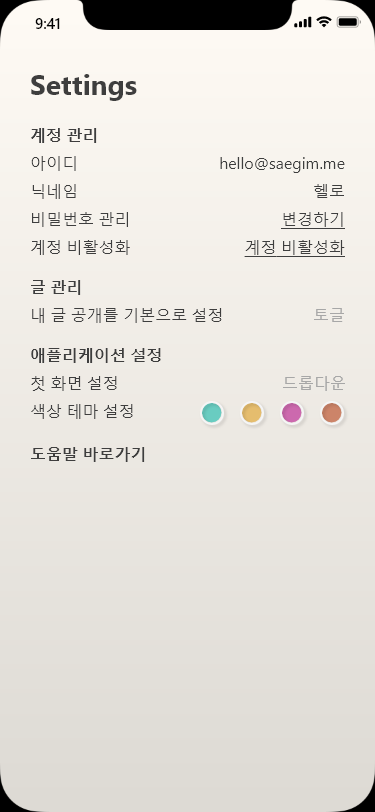 9:41
Settings
계정 관리
아이디 hello@saegim.me
닉네임 헬로
비밀번호 관리 변경하기
계정 비활성화 계정 비활성화
글 관리
내 글 공개를 기본으로 설정 토글
애플리케이션 설정
첫 화면 설정 드롭다운
색상 테마 설정
도움말 바로가기